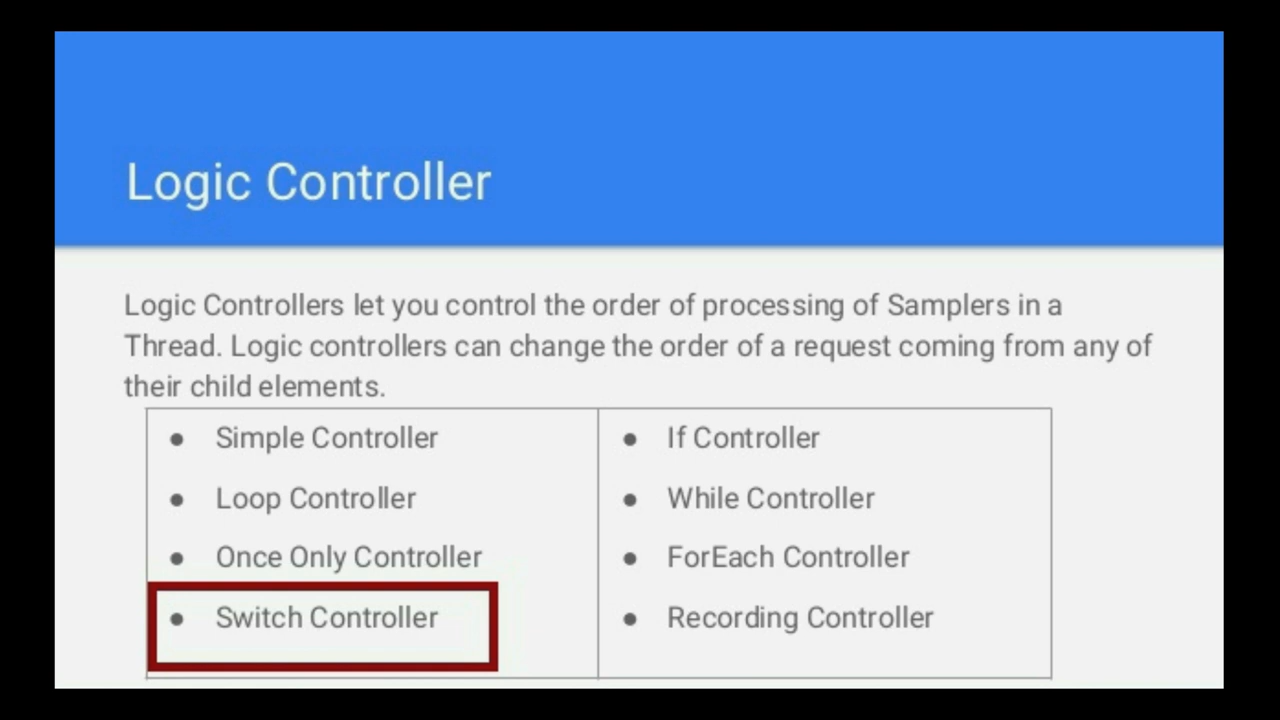 Logic Controller
Logic Controllers let you control the order of processing of Samplers in a
Thread. Logic controllers can change the order of a request coming from any of
their child elements.
● Simple Controller
● Loop Controller
● Once Only Controller
● Switch Controller
● If Controller
● While Controller
● ForEach Controller
● Recording Controller